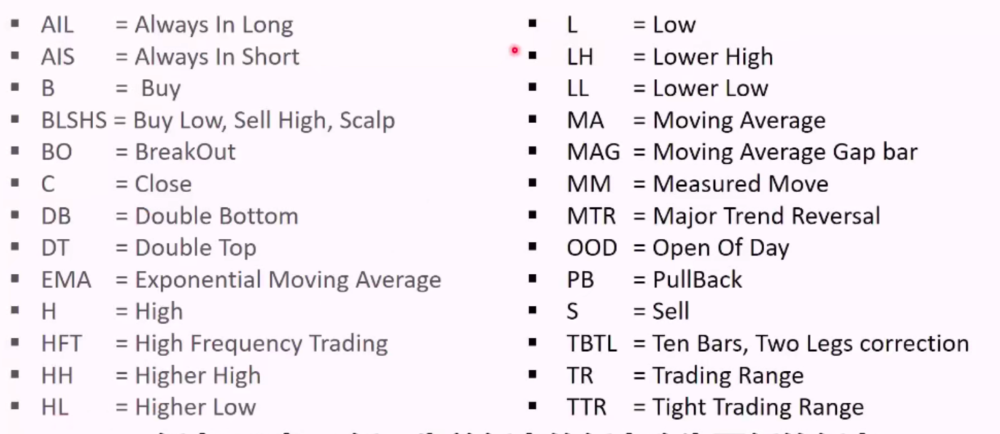 ▪ AIL = Always In Long
▪ AIS = Always In Short
▪ B = Buy
▪ BLSHS = Buy Low, Sell High, Scalp
▪ BO = BreakOut
▪ C = Close
▪ DB = Double Bottom
▪ DT = Double Top
▪ EMA = Exponential Moving Average
▪ H = High
▪ HFT = High Frequency Trading
▪ HH = Higher High
▪ HL = Higher Low
▪ L = Low
▪ LH = Lower High
▪ LL = Lower Low
▪ MA = Moving Average
▪ MAG = Moving Average Gap bar
▪ MM = Measured Move
▪ MTR = Major Trend Reversal
▪ OOD = Open Of Day
▪ PB = PullBack
▪ S = Sell
▪ TBTL = Ten Bars, Two Legs correction
▪ TR = Trading Range
▪ TTR = Tight Trading Range